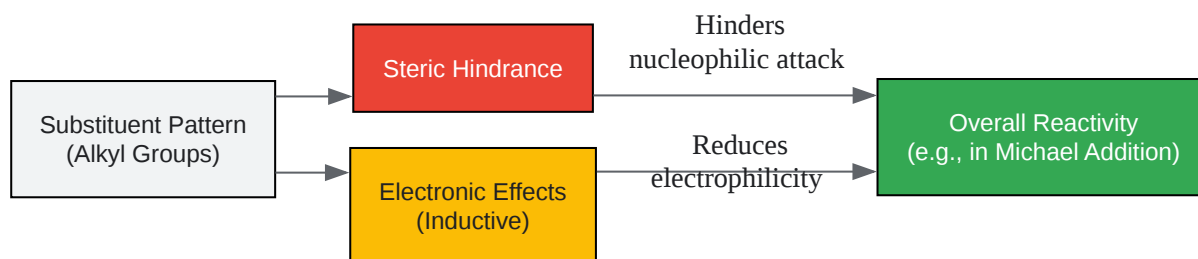 Substituent Pattern
(Alkyl Groups)
Steric Hindrance
Electronic Effects
(Inductive)
Hinders
nucleophilic attack
Reduces
electrophilicity
Overall Reactivity
(e.g., in Michael Addition)